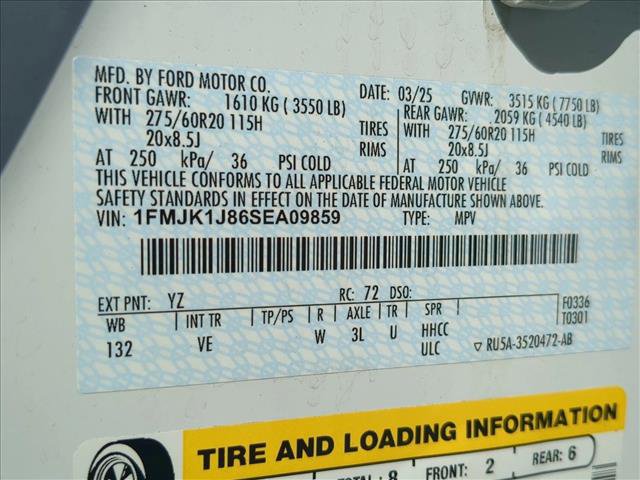 MFD. BY FORD MOTOR CO. DATE: 03/25 GVWR: 3515 KG ( 7750 LB)
FRONT GAWR: 1610 KG ( 3550 LB) REAR GAWR: 2059 KG ( 4540 LB)
WITH 275/60R20 115H TIRES WITH 275/60R20 115H TIRES
20x8.5J RIMS 20x8.5J RIMS
AT 250 kPa/ 36 PSI COLD AT 250 kPa/ 36 PSI COLD
THIS VEHICLE CONFORMS TO ALL APPLICABLE FEDERAL MOTOR VEHICLE
SAFETY STANDARDS IN EFFECT ON THE DATE OF MANUFACTURE SHOWN ABOVE.
VIN: 1FMJK1J86SEA09859 TYPE: MPV
EXT PNT: YZ RC: 72 DSO: F0336
WB INT TR TP/PS R AXLE TR SPR T0301
132 VE W 3L U HHCC
ULC ▽ RU5A-3520472-AB
TIRE AND LOADING INFORMATION
TOTAL: 8 FRONT: 2 REAR: 6